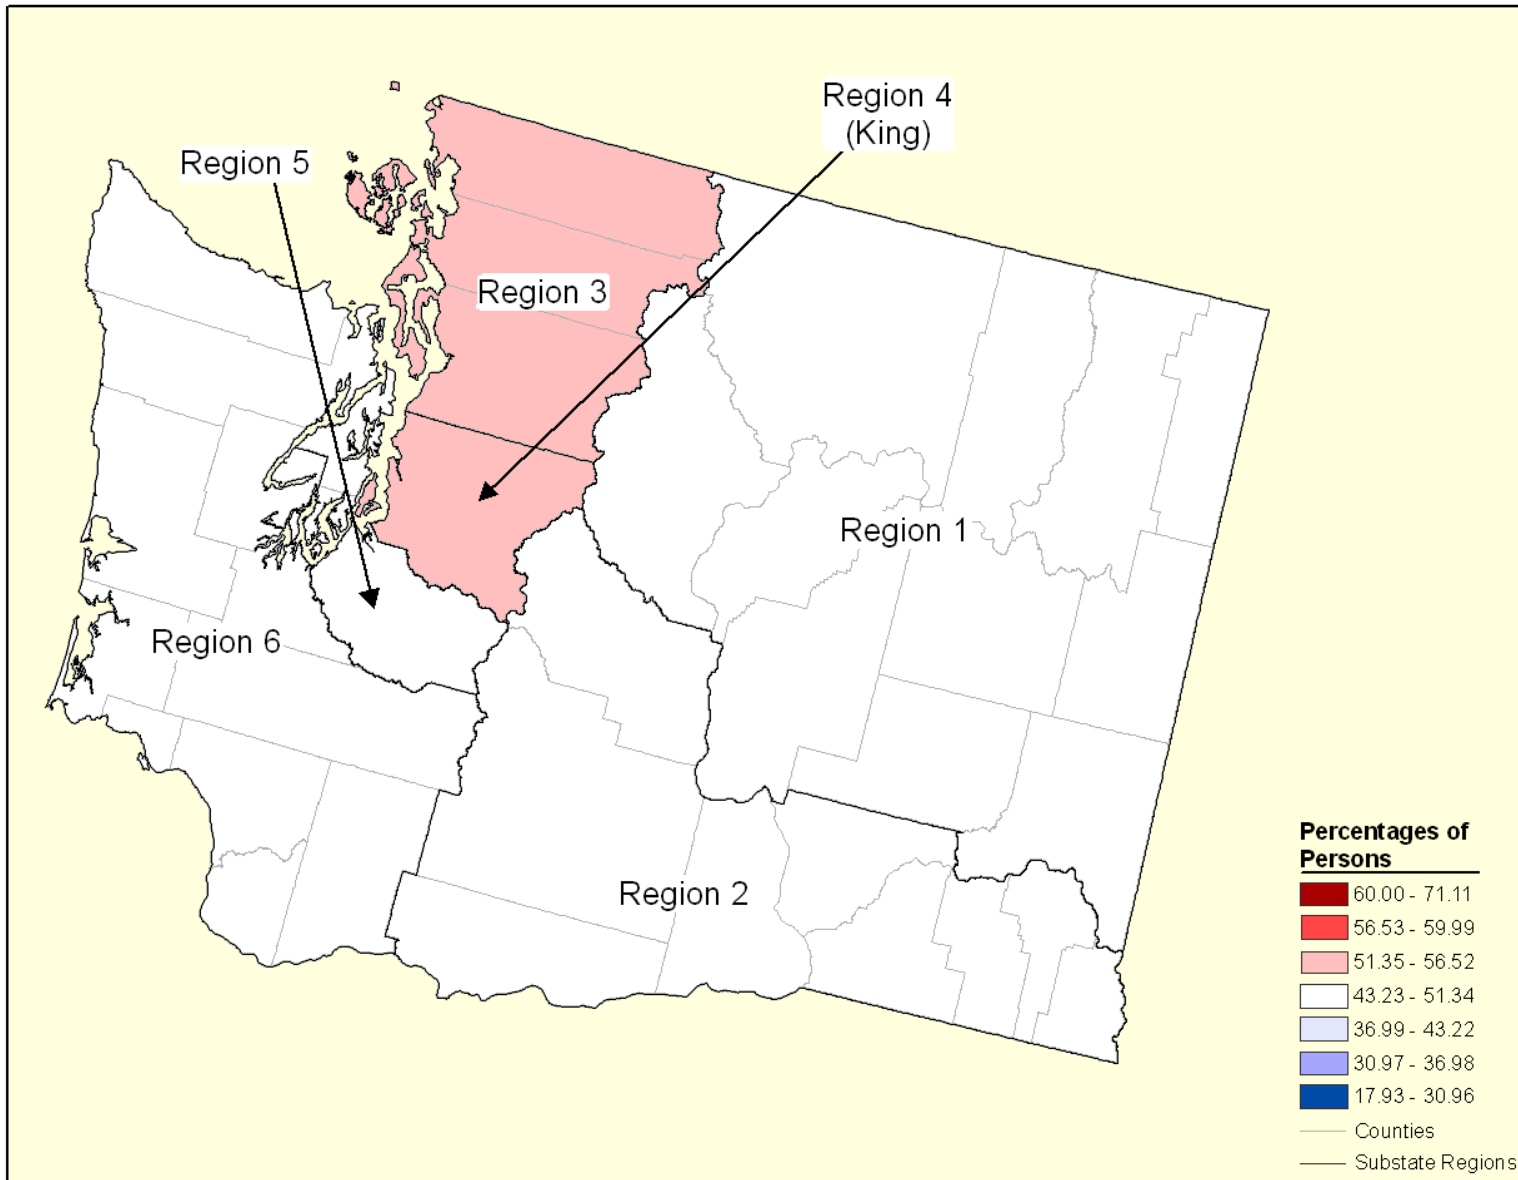 Region 4
(King)
Region 5
Region 3
Region 1
Region 6
Region 2
Percentages of
Persons
60.00 - 71.11
56.53 - 59.99
51.35 - 56.52
43.23 - 51.34
36.99 - 43.22
30.97 - 36.98
17.93 - 30.96
Counties
Substate Regions